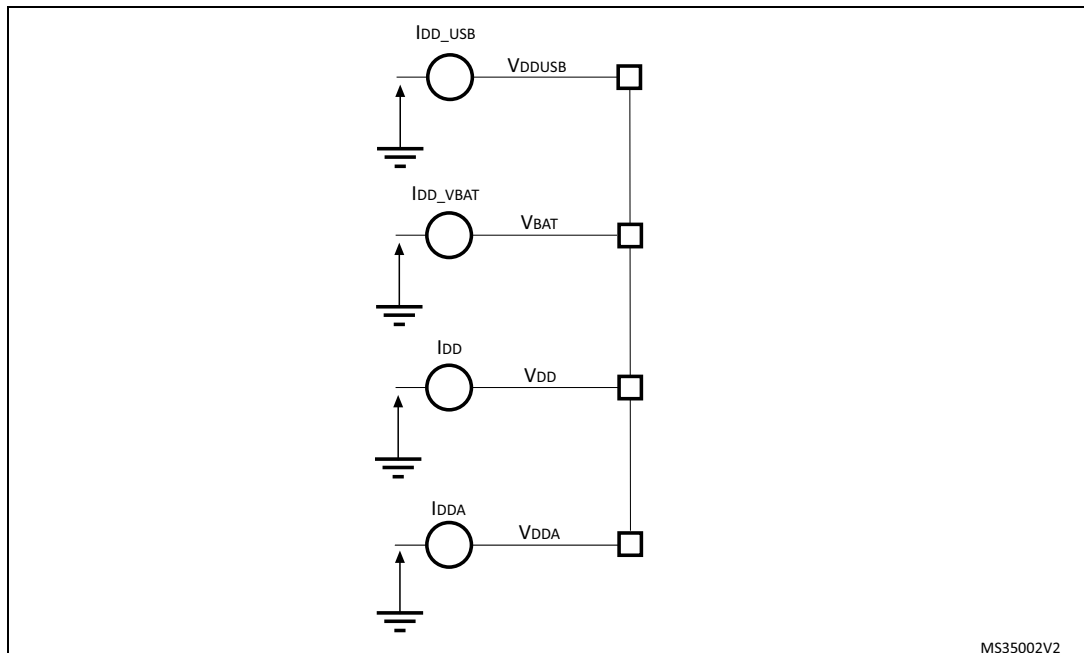 IDD_USB
VDDUSB
IDD_VBAT
VBAT
IDD
VDD
IDDA
VDDA
MS35002V2